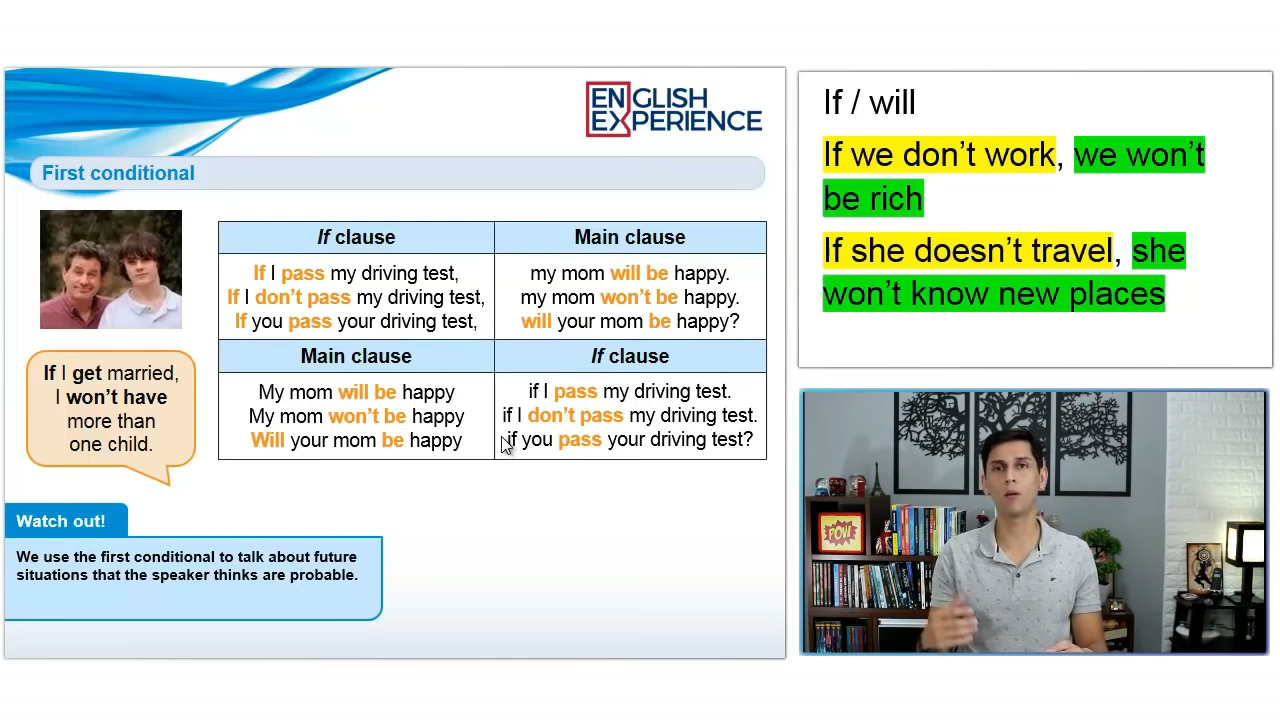 ENGLISH
EXPERIENCE
First conditional
If clause
Main clause
If I pass my driving test,
my mom will be happy.
If I don't pass my driving test,
my mom won't be happy.
If you pass your driving test,
will your mom be happy?
Main clause
If clause
My mom will be happy
if I pass my driving test.
My mom won't be happy
if I don't pass my driving test.
Will your mom be happy
if you pass your driving test?
If I get married,
I won't have
more than
one child.
Watch out!
We use the first conditional to talk about future
situations that the speaker thinks are probable.
If / will
If we don't work, we won't
be rich
If she doesn't travel, she
won't know new places
POW